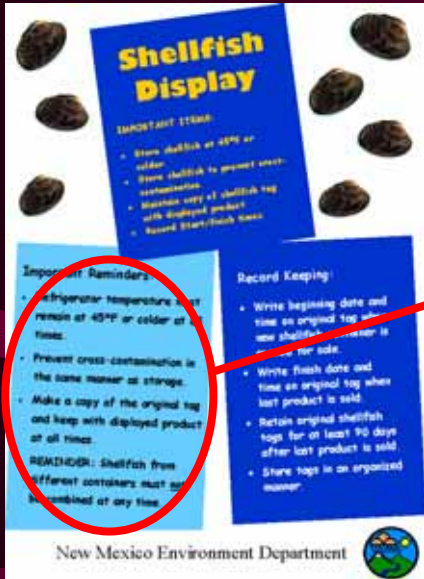 Shellfish
Display
IMPORTANT ITEMS:
• Store shellfish at 45°F or
colder
• Store shellfish to prevent cross-
contamination.
• Maintain copy of shellfish tag
with displayed product
• Record Start/finish times
Important Reminders:
• Refrigerator temperature must
remain at 45°F or colder at all
times.
• Prevent cross-contamination in
the same manner as storage.
• Make a copy of the original tag
and keep with displayed product
at all times.
REMINDER: Shellfish from
different containers must not
be combined at any time
Record Keeping:
• Write beginning date and
time on original tag when
new shellfish container is
for sale.
• Write finish date and
time on original tag when
last product is sold.
• Retain original shellfish
tags for at least 90 days
after last product is sold.
• Store tags in an organized
manner.
New Mexico Environment Department